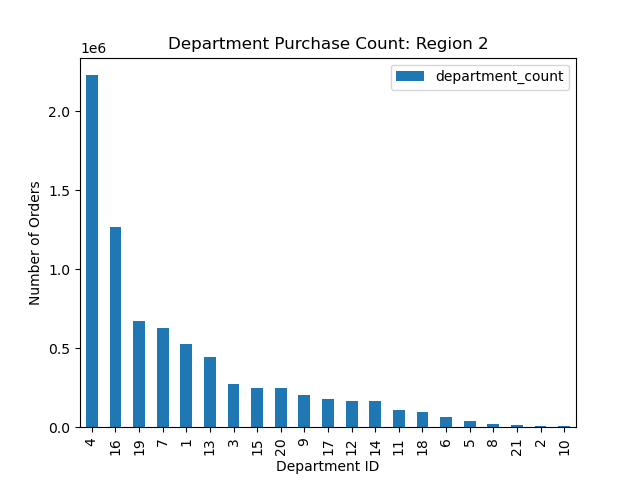 Department Purchase Count: Region 2
1e6
department_count
2.0
1.5
1.0
0.5
0.0
Number of Orders
4 16 19 7 1 13 3 15 20 9 17 12 14 11 18 6 5 8 21 2 10
Department ID